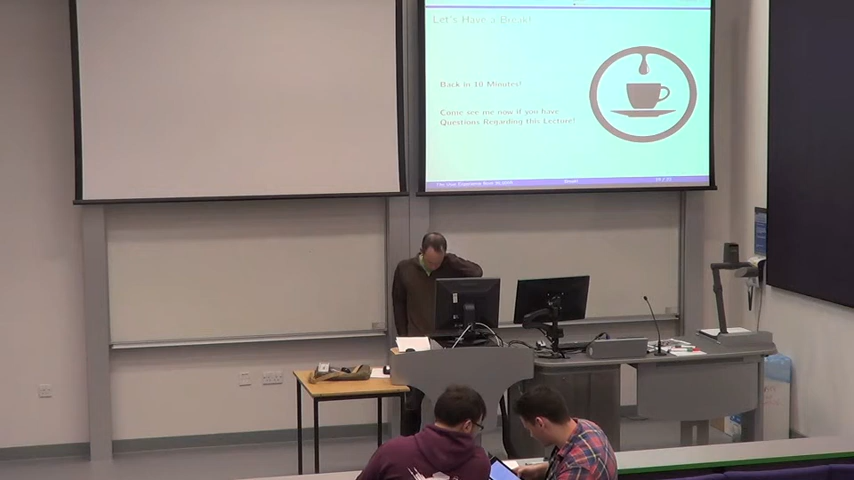 Let's Have a Break!
Back in 10 Minutes!
Come see me now if you have
Questions Regarding this Lecture!